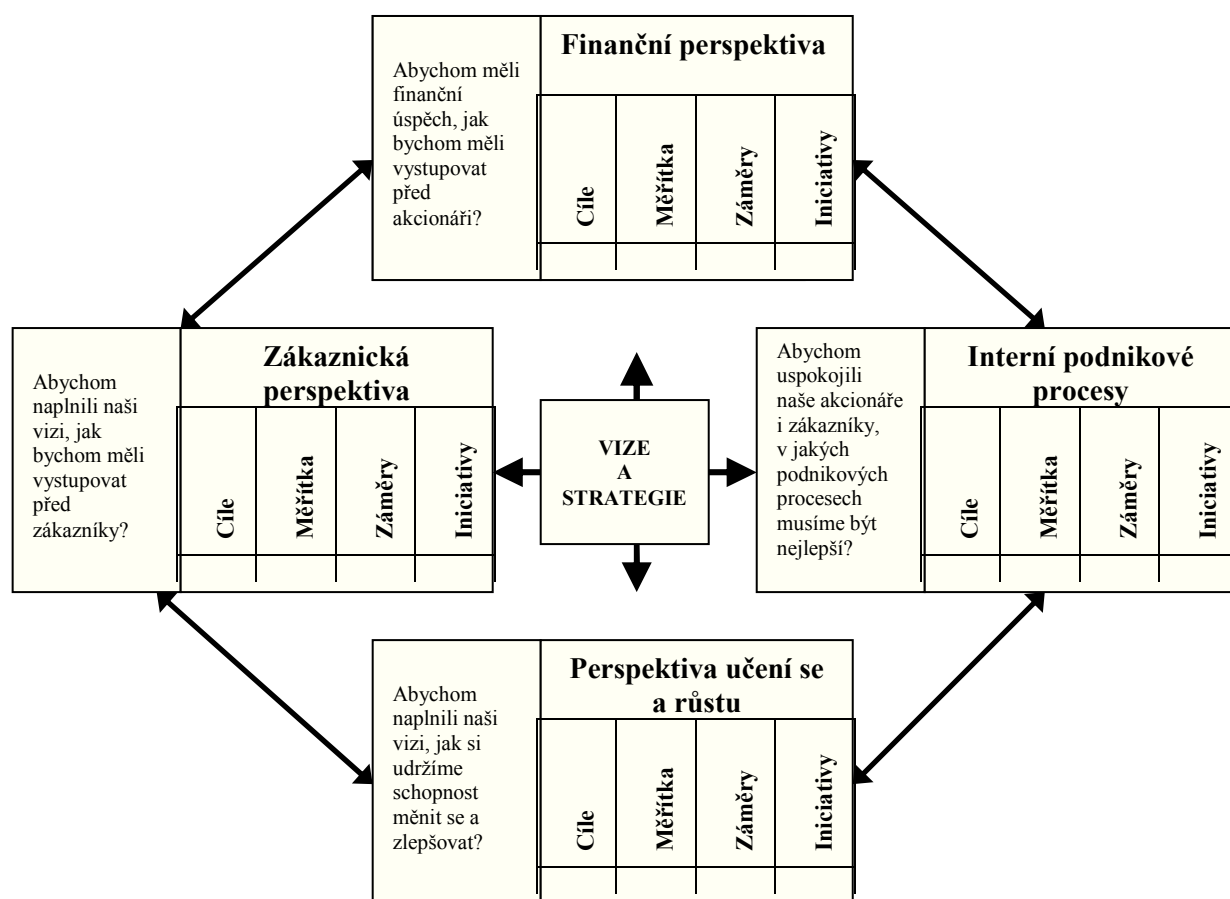 Finanční perspektiva
Abychom měli
finanční
úspěch, jak
bychom měli
vystupovat
před
akcionáři?
Cíle
Měřítka
Záměry
Iniciativy
Zákaznická
perspektiva
Abychom
naplnili naši
vizi, jak
bychom měli
vystupovat
před
zákazníky?
Cíle
Měřítka
Záměry
Iniciativy
VIZE
A
STRATEGIE
Interní podnikové
procesy
Abychom
uspokojili
naše akcionáře
i zákazníky,
v jakých
podnikových
procesech
musíme být
nejlepší?
Cíle
Měřítka
Záměry
Iniciativy
Perspektiva učení se
a růstu
Abychom
naplnili naši
vizi, jak si
udržíme
schopnost
měnit se a
zlepšovat?
Cíle
Měřítka
Záměry
Iniciativy